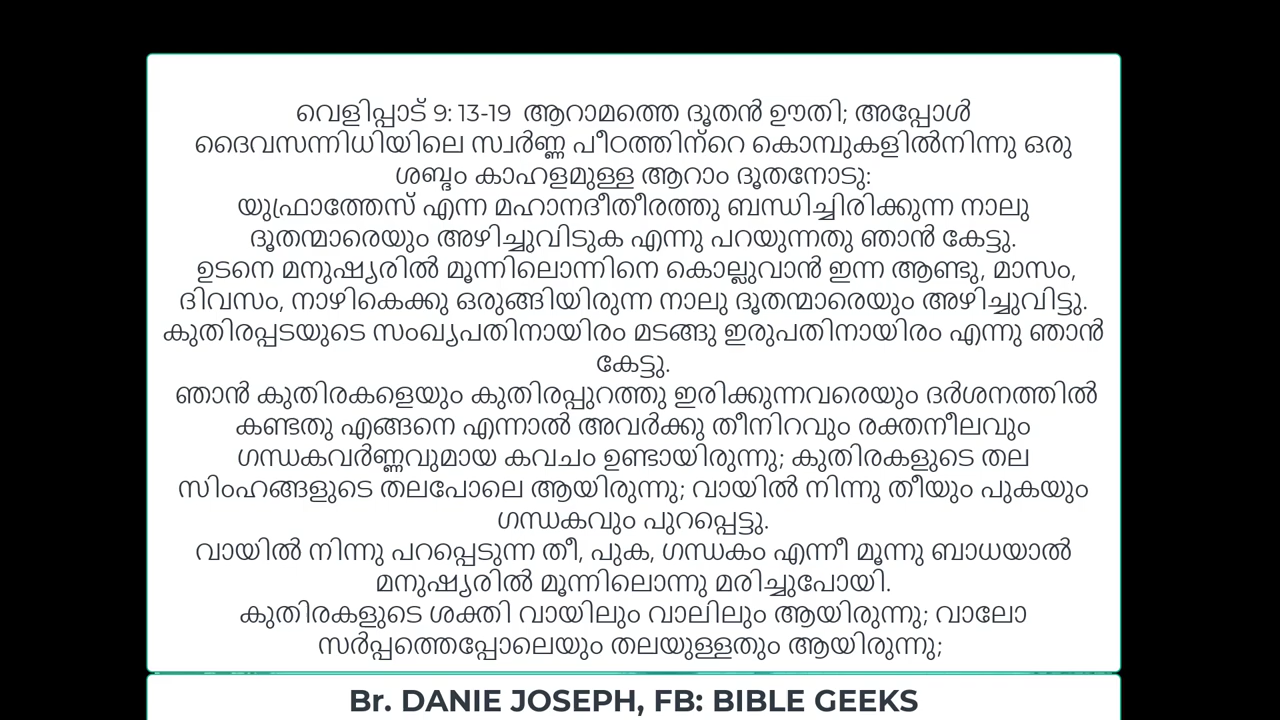 വെളിപ്പാട് 9: 13-19  ആറാമത്തെ ദൂതൻ ഊതി; അപ്പോൾ
ദൈവസന്നിധിയിലെ സ്വർണ്ണ പീഠത്തിന്റെ കൊമ്പുകളിൽനിന്നു ഒരു
ശബ്ദം കാഹളമുള്ള ആറാം ദൂതനോടു:
യുഫ്രാത്തേസ് എന്ന മഹാനദീതീരത്തു ബന്ധിച്ചിരിക്കുന്ന നാലു
ദൂതന്മാരെയും അഴിച്ചുവിടുക എന്നു പറയുന്നതു ഞാൻ കേട്ടു.
ഉടനെ മനുഷ്യരിൽ മൂന്നിലൊന്നിനെ കൊല്ലുവാൻ ഇന്ന ആണ്ടു, മാസം,
ദിവസം, നാഴികെക്കു ഒരുങ്ങിയിരുന്ന നാലു ദൂതന്മാരെയും അഴിച്ചുവിട്ടു.
കുതിരപ്പടയുടെ സംഖ്യപതിനായിരം മടങ്ങു ഇരുപതിനായിരം എന്നു ഞാൻ
കേട്ടു.
ഞാൻ കുതിരകളെയും കുതിരപ്പുറത്തു ഇരിക്കുന്നവരെയും ദർശനത്തിൽ
കണ്ടതു എങ്ങനെ എന്നാൽ അവർക്കു തീനിറവും രക്തനീലവും
ഗന്ധകവർണ്ണവുമായ കവചം ഉണ്ടായിരുന്നു; കുതിരകളുടെ തല
സിംഹങ്ങളുടെ തലപോലെ ആയിരുന്നു; വായിൽ നിന്നു തീയും പുകയും
ഗന്ധകവും പുറപ്പെട്ടു.
വായിൽ നിന്നു പറപ്പെടുന്ന തീ, പുക, ഗന്ധകം എന്നീ മൂന്നു ബാധയാൽ
മനുഷ്യരിൽ മൂന്നിലൊന്നു മരിച്ചുപോയി.
കുതിരകളുടെ ശക്തി വായിലും വാലിലും ആയിരുന്നു; വാലോ
സർപ്പത്തെപ്പോലെയും തലയുള്ളതും ആയിരുന്നു;
Br. DANIE JOSEPH, FB: BIBLE GEEKS